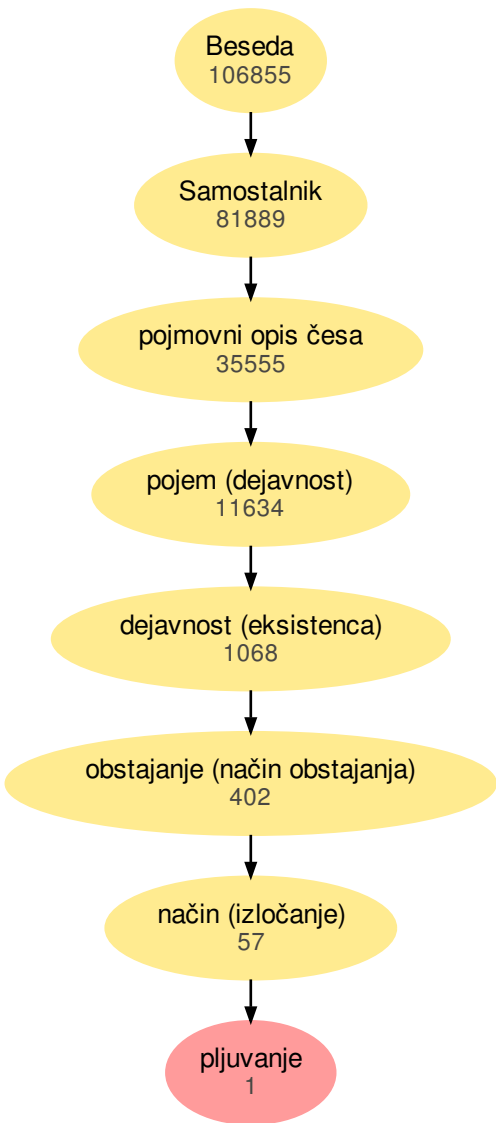 Beseda
106855
Samostalnik
81889
pojmovni opis česa
35555
pojem (dejavnost)
11634
dejavnost (eksistenca)
1068
obstajanje (način obstajanja)
402
način (izločanje)
57
pljuvanje
1